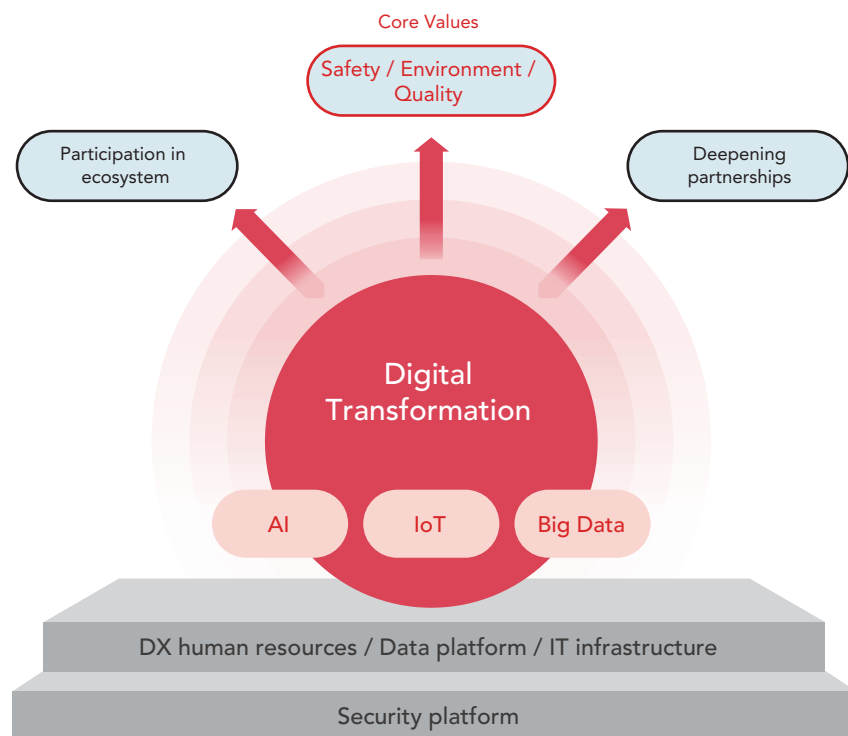 Core Values
Safety / Environment /
Quality
Participation in
ecosystem
Deepening
partnerships
Digital
Transformation
AI
IoT
Big Data
DX human resources / Data platform / IT infrastructure
Security platform